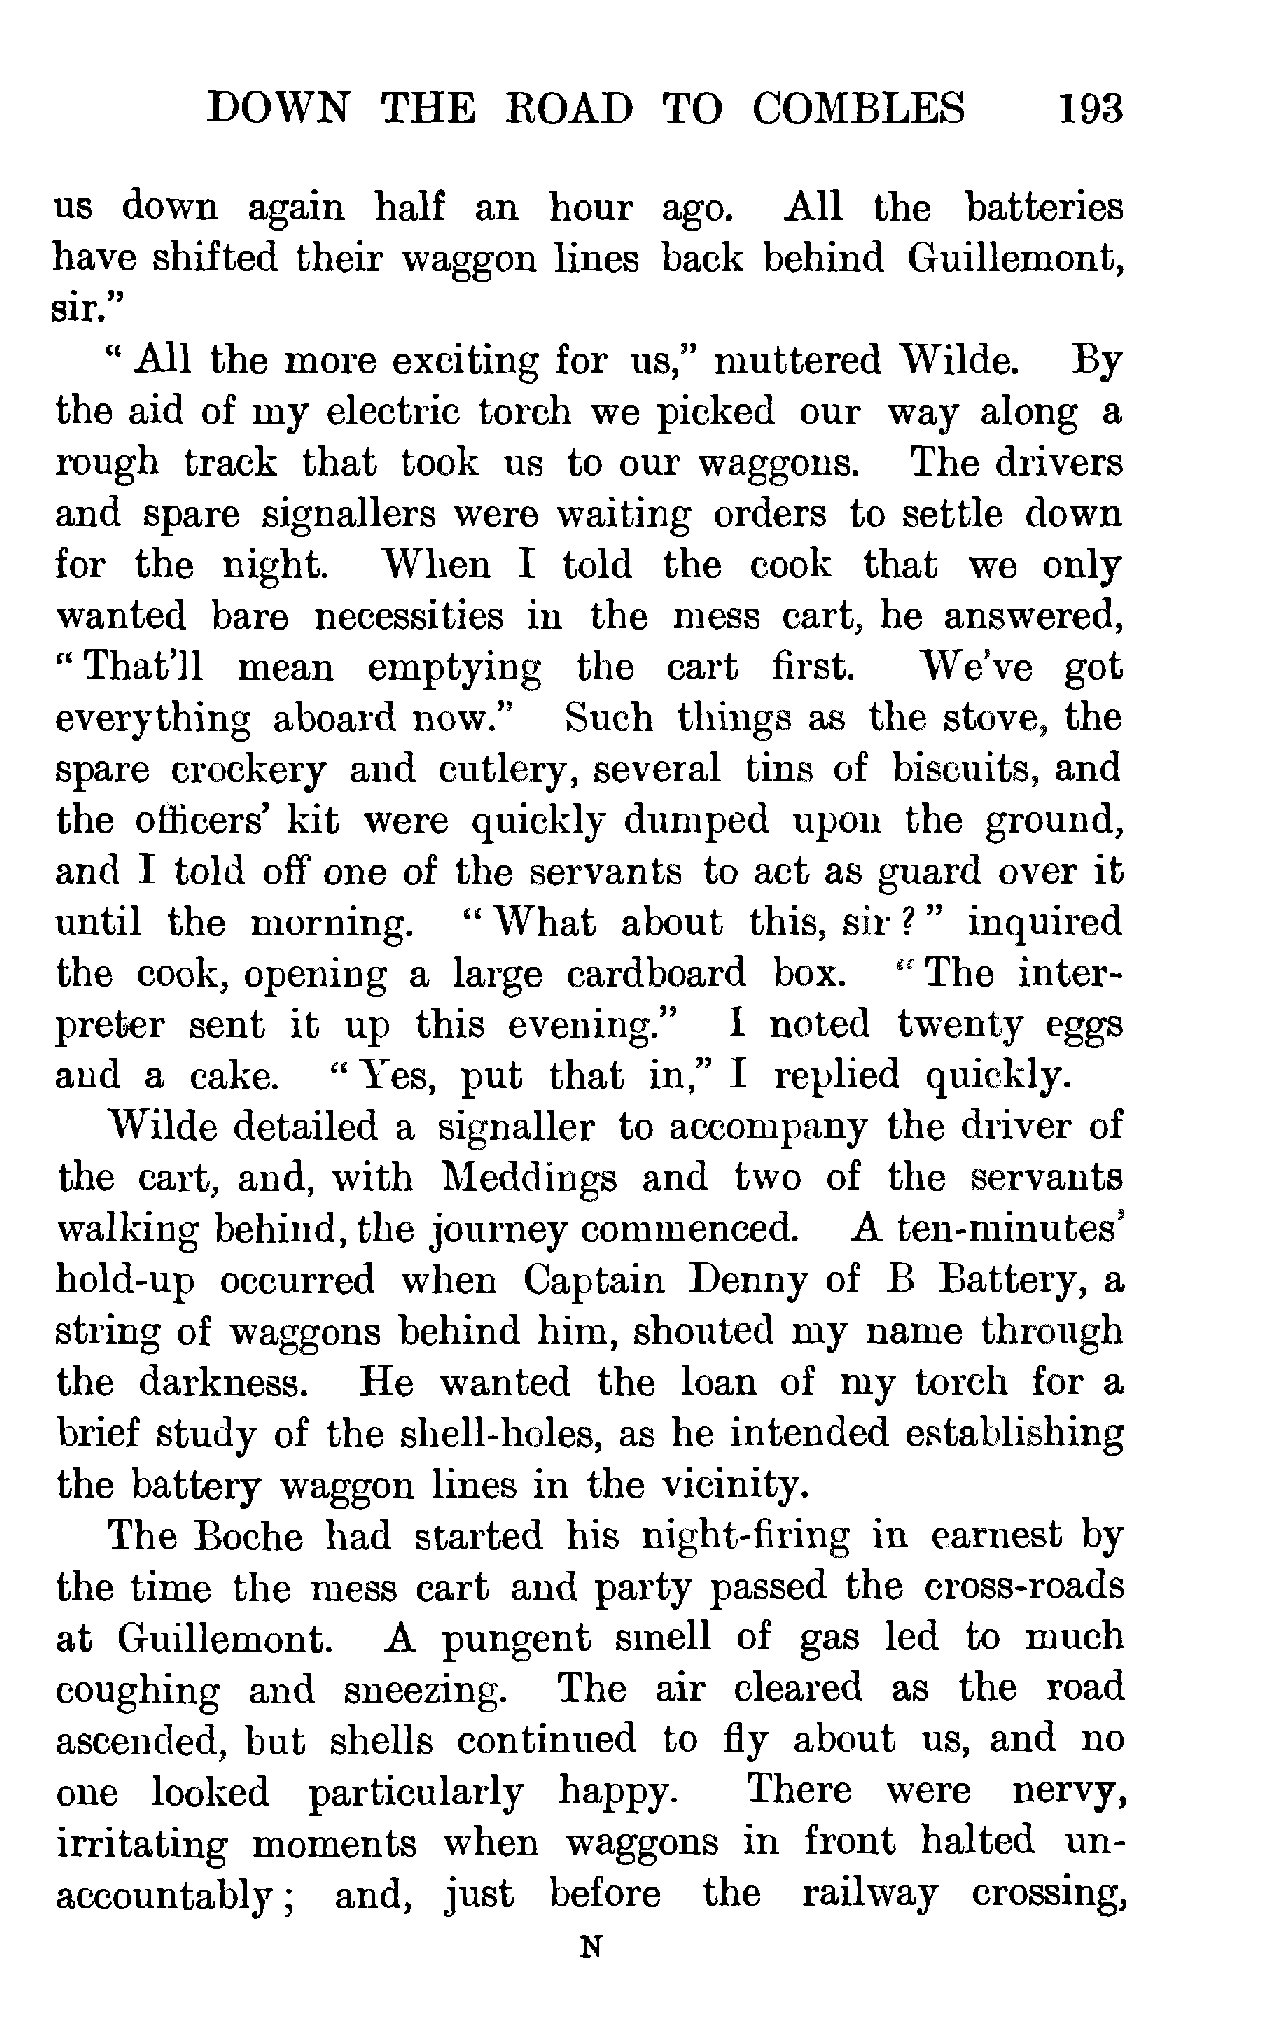 DOWN THE ROAD TO COMBLES 193
us down again half an hour ago. All the batteries
have shifted their waggon lines back behind Guillemont,
sir."
"All the more exciting for us," muttered Wilde. By
the aid of my electric torch we picked our way along a
rough track that took us to our waggons. The drivers
and spare signallers were waiting orders to settle down
for the night. When I told the cook that we only
wanted bare necessities in the mess cart, he answered,
"That'll mean emptying the cart first. We've got
everything aboard now." Such things as the stove, the
spare crockery and cutlery, several tins of biscuits, and
the officers' kit were quickly dumped upon the ground,
and I told off one of the servants to act as guard over it
until the morning. "What about this, sir?" inquired
the cook, opening a large cardboard box. "The inter-
preter sent it up this evening." I noted twenty eggs
and a cake. "Yes, put that in," I replied quickly.
Wilde detailed a signaller to accompany the driver of
the cart, and, with Meddings and two of the servants
walking behind, the journey commenced. A ten-minutes'
hold-up occurred when Captain Denny of B Battery, a
string of waggons behind him, shouted my name through
the darkness. He wanted the loan of my torch for a
brief study of the shell-holes, as he intended establishing
the battery waggon lines in the vicinity.
The Boche had started his night-firing in earnest by
the time the mess cart and party passed the cross-roads
at Guillemont. A pungent smell of gas led to much
coughing and sneezing. The air cleared as the road
ascended, but shells continued to fly about us, and no
one looked particularly happy. There were nervy,
irritating moments when waggons in front halted un-
accountably; and, just before the railway crossing,
N